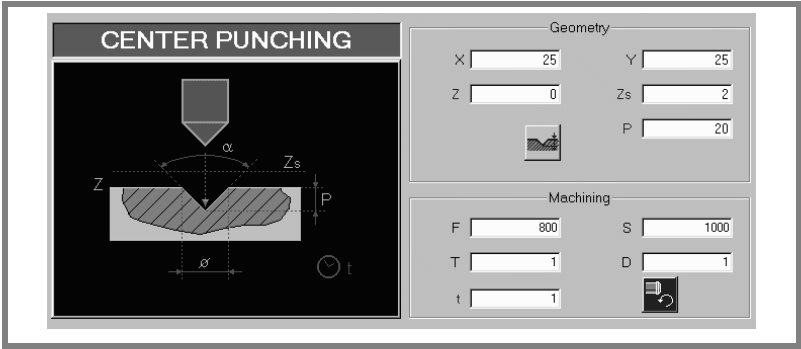 CENTER PUNCHING
α
Zs
Z
P
ø
t
Geometry
X 25 Y 25
Z 0 Zs 2
P 20
Machining
F 800 S 1000
T 1 D 1
t 1